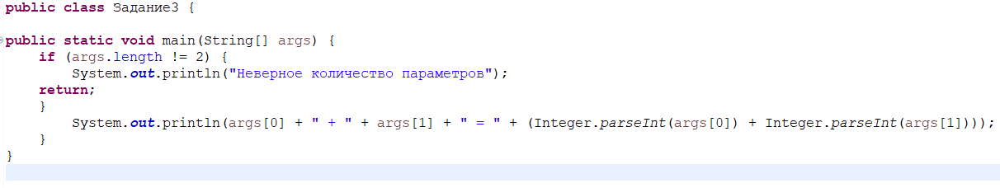 public class Задание3 {
public static void main(String[] args) {
if (args.length != 2) {
System.out.println("Неверное количество параметров");
return;
}
System.out.println(args[0] + " + " + args[1] + " = " + (Integer.parseInt(args[0]) + Integer.parseInt(args[1])));
}
}